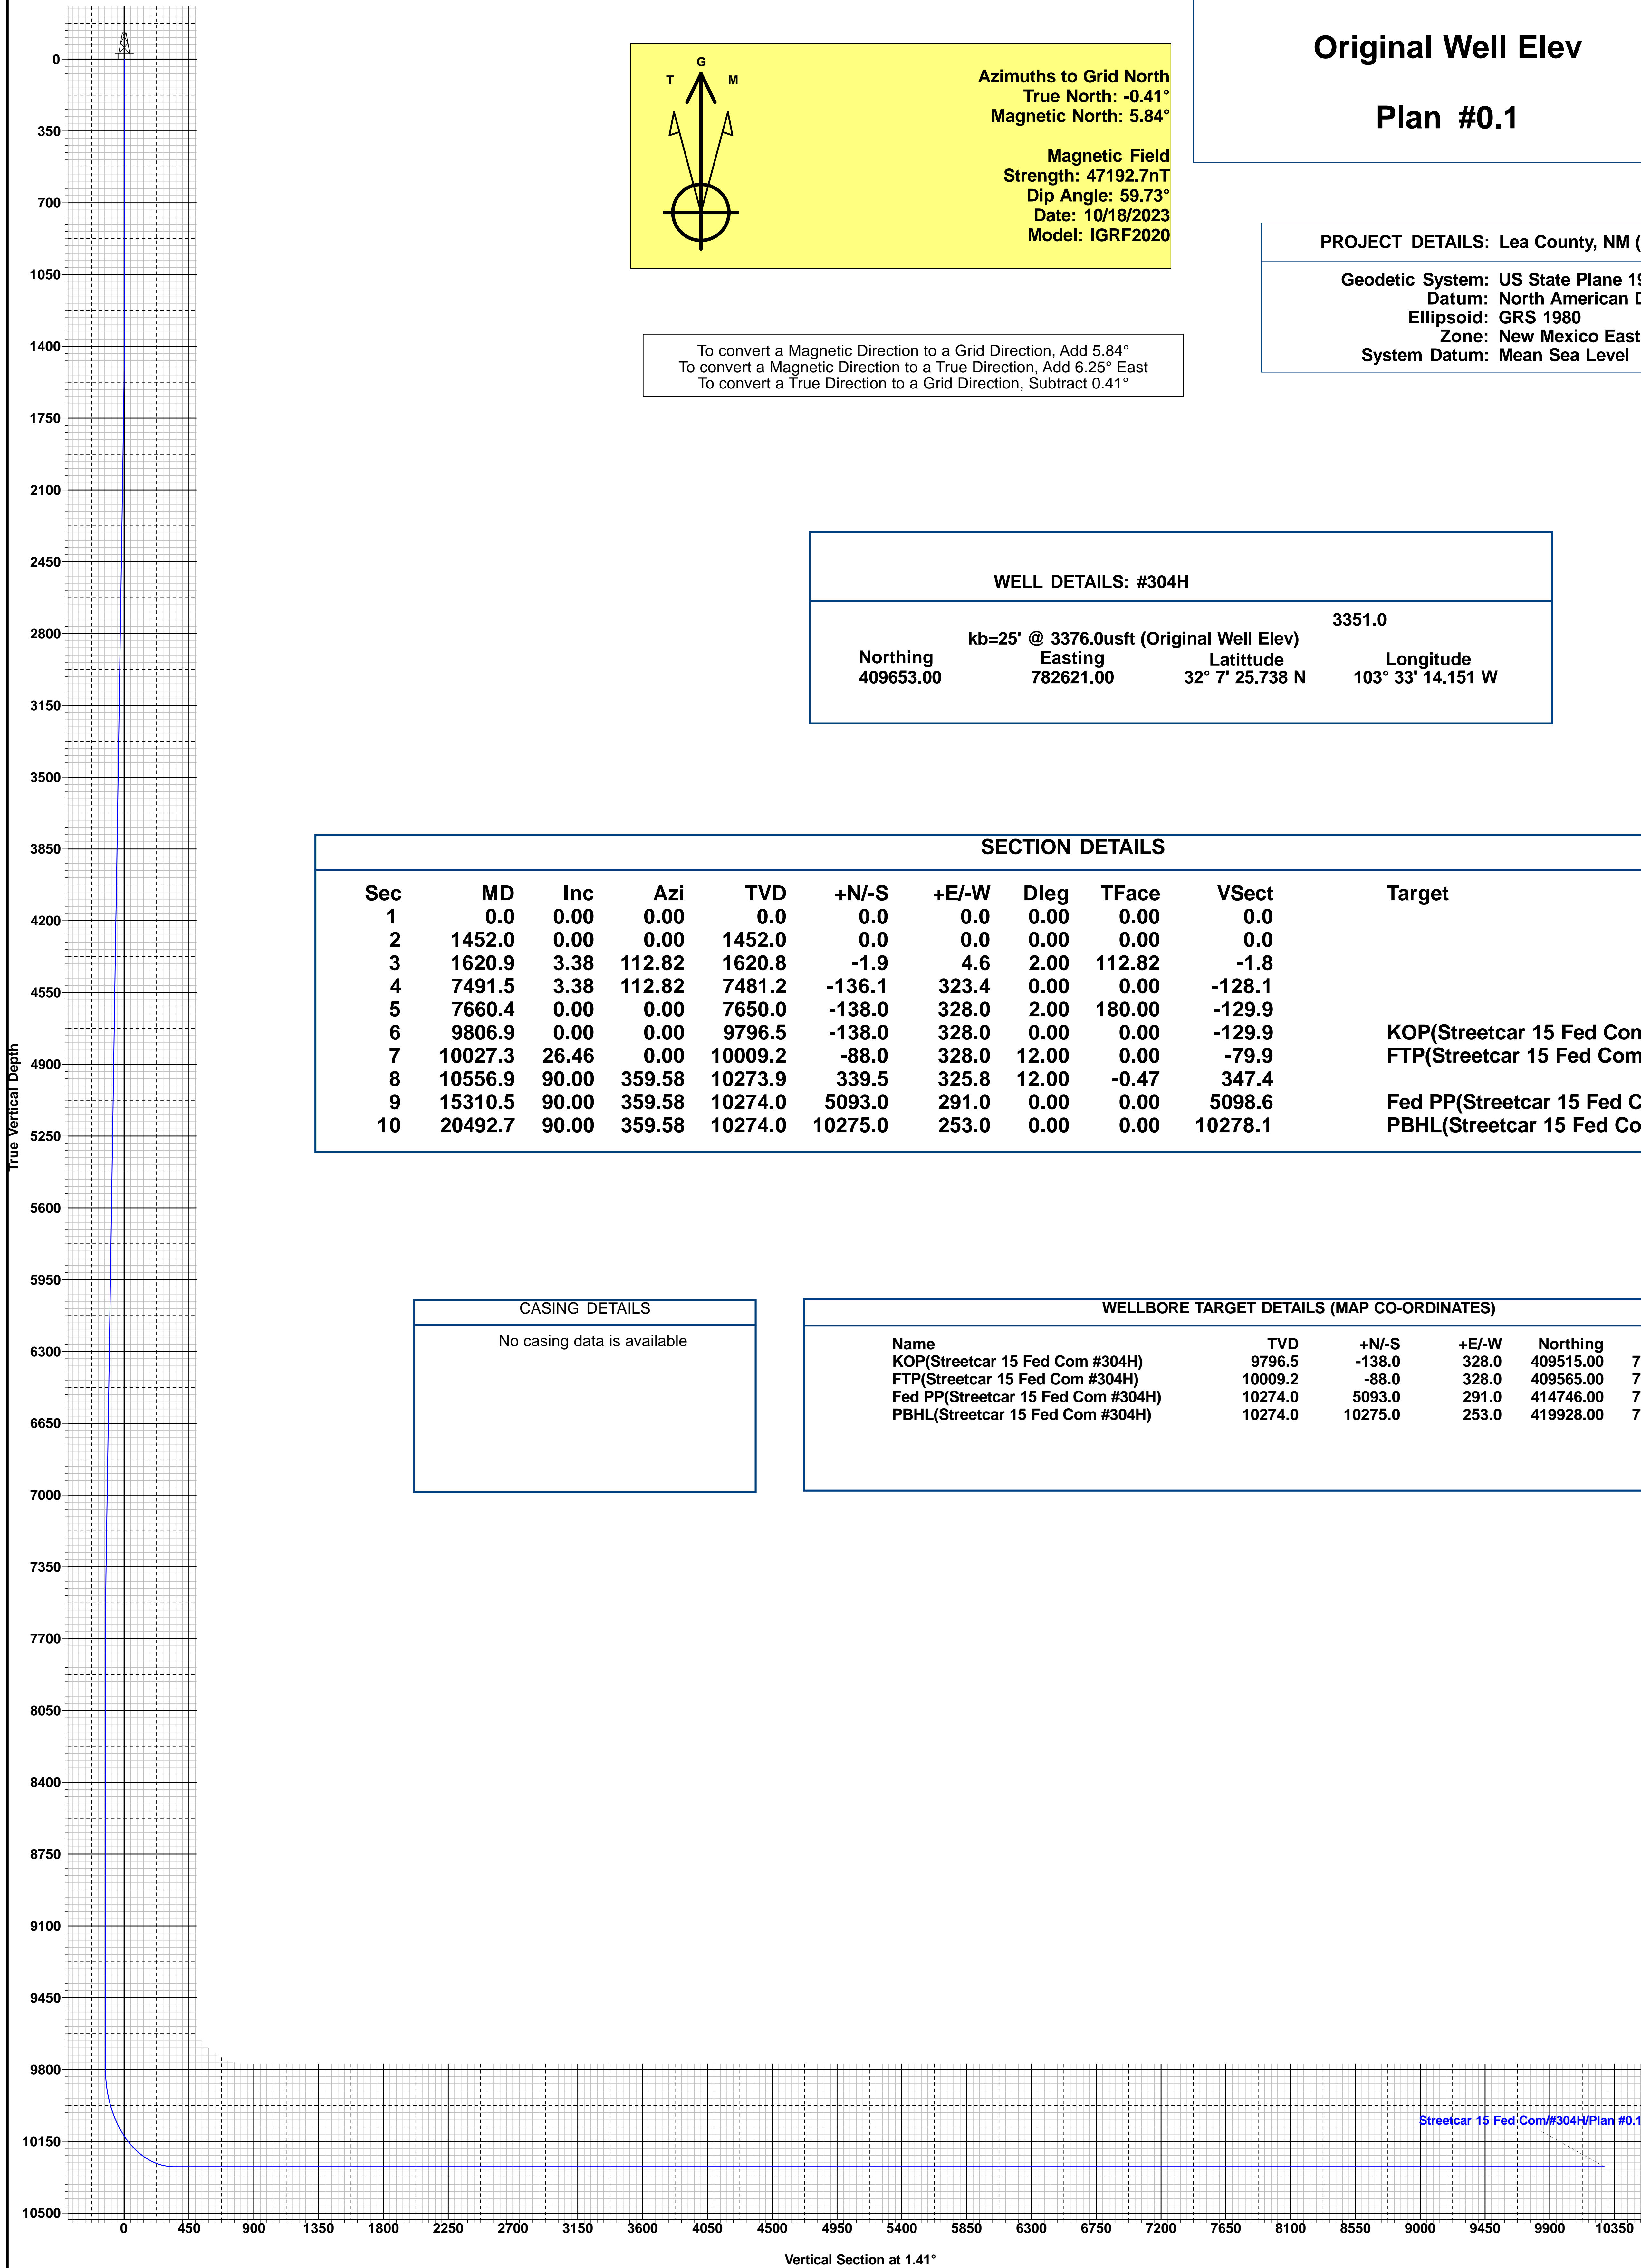 Original Well Elev
Plan #0.1
G
T M
Azimuths to Grid North
True North: -0.41°
Magnetic North: 5.84°
Magnetic Field
Strength: 47192.7nT
Dip Angle: 59.73°
Date: 10/18/2023
Model: IGRF2020
PROJECT DETAILS: Lea County, NM (
Geodetic System: US State Plane 19
Datum: North American D
Ellipsoid: GRS 1980
Zone: New Mexico East
System Datum: Mean Sea Level
To convert a Magnetic Direction to a Grid Direction, Add 5.84°
To convert a Magnetic Direction to a True Direction, Add 6.25° East
To convert a True Direction to a Grid Direction, Subtract 0.41°
WELL DETAILS: #304H
3351.0
kb=25' @ 3376.0usft (Original Well Elev)
Northing Easting Latittude Longitude
409653.00 782621.00 32° 7' 25.738 N 103° 33' 14.151 W
SECTION DETAILS
Sec MD Inc Azi TVD +N/-S +E/-W Dleg TFace VSect Target
1 0.0 0.00 0.00 0.0 0.0 0.0 0.00 0.00 0.0
2 1452.0 0.00 0.00 1452.0 0.0 0.0 0.00 0.00 0.0
3 1620.9 3.38 112.82 1620.8 -1.9 4.6 2.00 112.82 -1.8
4 7491.5 3.38 112.82 7481.2 -136.1 323.4 0.00 0.00 -128.1
5 7660.4 0.00 0.00 7650.0 -138.0 328.0 2.00 180.00 -129.9
6 9806.9 0.00 0.00 9796.5 -138.0 328.0 0.00 0.00 -129.9 KOP(Streetcar 15 Fed Com
7 10027.3 26.46 0.00 10009.2 -88.0 328.0 12.00 0.00 -79.9 FTP(Streetcar 15 Fed Com
8 10556.9 90.00 359.58 10273.9 339.5 325.8 12.00 -0.47 347.4
9 15310.5 90.00 359.58 10274.0 5093.0 291.0 0.00 0.00 5098.6 Fed PP(Streetcar 15 Fed C
10 20492.7 90.00 359.58 10274.0 10275.0 253.0 0.00 0.00 10278.1 PBHL(Streetcar 15 Fed Co
CASING DETAILS
No casing data is available
WELLBORE TARGET DETAILS (MAP CO-ORDINATES)
Name TVD +N/-S +E/-W Northing
KOP(Streetcar 15 Fed Com #304H) 9796.5 -138.0 328.0 409515.00 7
FTP(Streetcar 15 Fed Com #304H) 10009.2 -88.0 328.0 409565.00 7
Fed PP(Streetcar 15 Fed Com #304H) 10274.0 5093.0 291.0 414746.00 7
PBHL(Streetcar 15 Fed Com #304H) 10274.0 10275.0 253.0 419928.00 7
True Vertical Depth
0
350
700
1050
1400
1750
2100
2450
2800
3150
3500
3850
4200
4550
4900
5250
5600
5950
6300
6650
7000
7350
7700
8050
8400
8750
9100
9450
9800
10150
10500
Streetcar 15 Fed Com/#304H/Plan #0.1
0 450 900 1350 1800 2250 2700 3150 3600 4050 4500 4950 5400 5850 6300 6750 7200 7650 8100 8550 9000 9450 9900 10350
Vertical Section at 1.41°